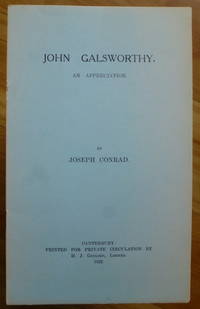 JOHN GALSWORTHY.
AN APPRECIATION
BY
JOSEPH CONRAD.
CANTERBURY:
PRINTED FOR PRIVATE CIRCULATION BY
H. J. GOULDEN, LIMITED.
1922